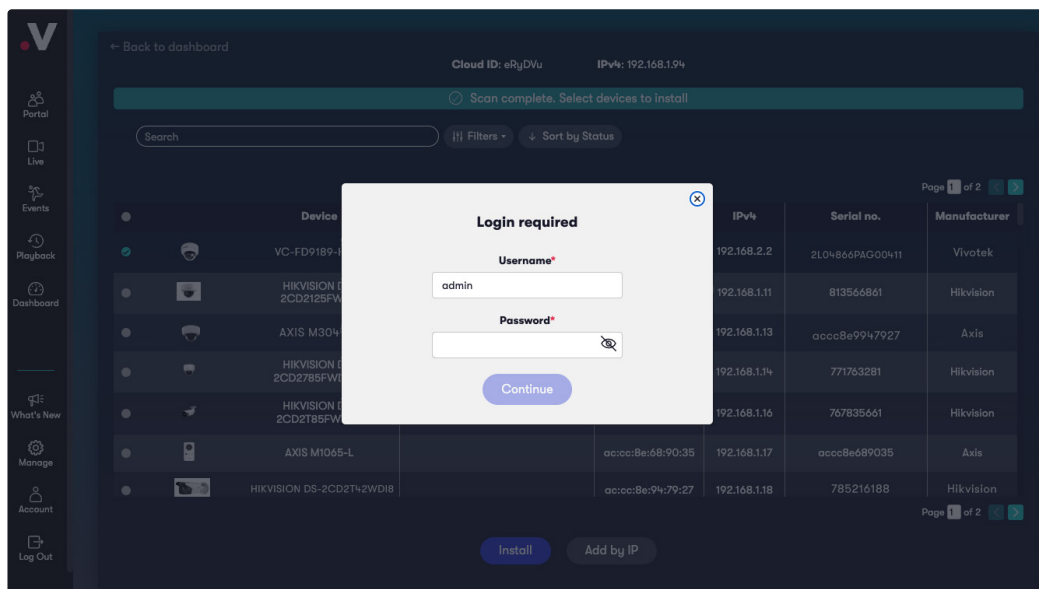 .V
Portal
Live
Events
Playback
Dashboard
What's New
Manage
Account
Log Out
← Back to dashboard
Cloud ID: eRyDVu IPv4: 192.168.1.94
Scan complete. Select devices to install
Search Filters Sort by Status
Page 1 of 2
Device IPv4 Serial no. Manufacturer
VC-FD9189- 192.168.2.2 2L04866PAG00411 Vivotek
HIKVISION
2CD2125FW 192.168.1.11 813566861 Hikvision
AXIS M304 192.168.1.13 accc8e9947927 Axis
HIKVISION
2CD2785FW 192.168.1.14 771763281 Hikvision
HIKVISION
2CD2T85FW 192.168.1.16 767835661 Hikvision
AXIS M1065-L ac:cc:8e:68:90:35 192.168.1.17 accc8e689035 Axis
HIKVISION DS-2CD2T42WDI8 ac:cc:8e:94:79:27 192.168.1.18 785216188 Hikvision
Page 1 of 2
Install Add by IP
Login required
Username*
admin
Password*
Continue